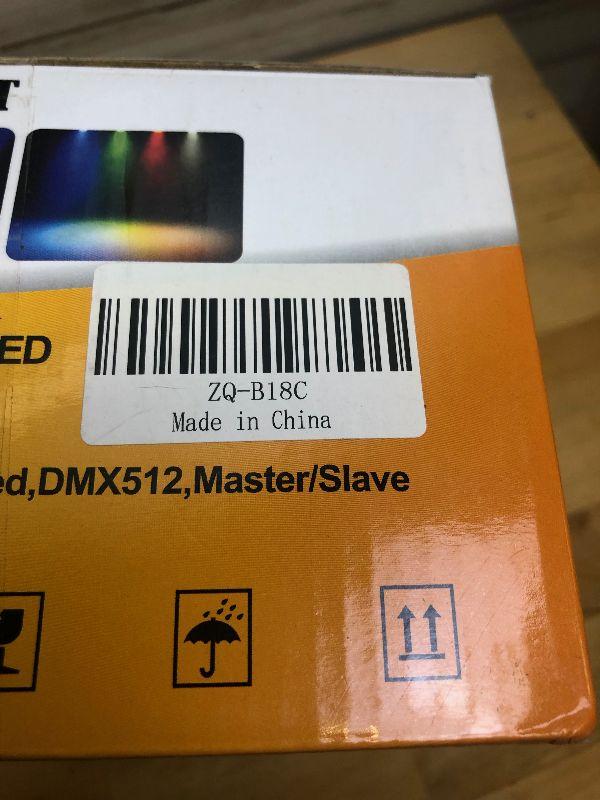 T
ED
ZQ-B18C
Made in China
ed,DMX512,Master/Slave